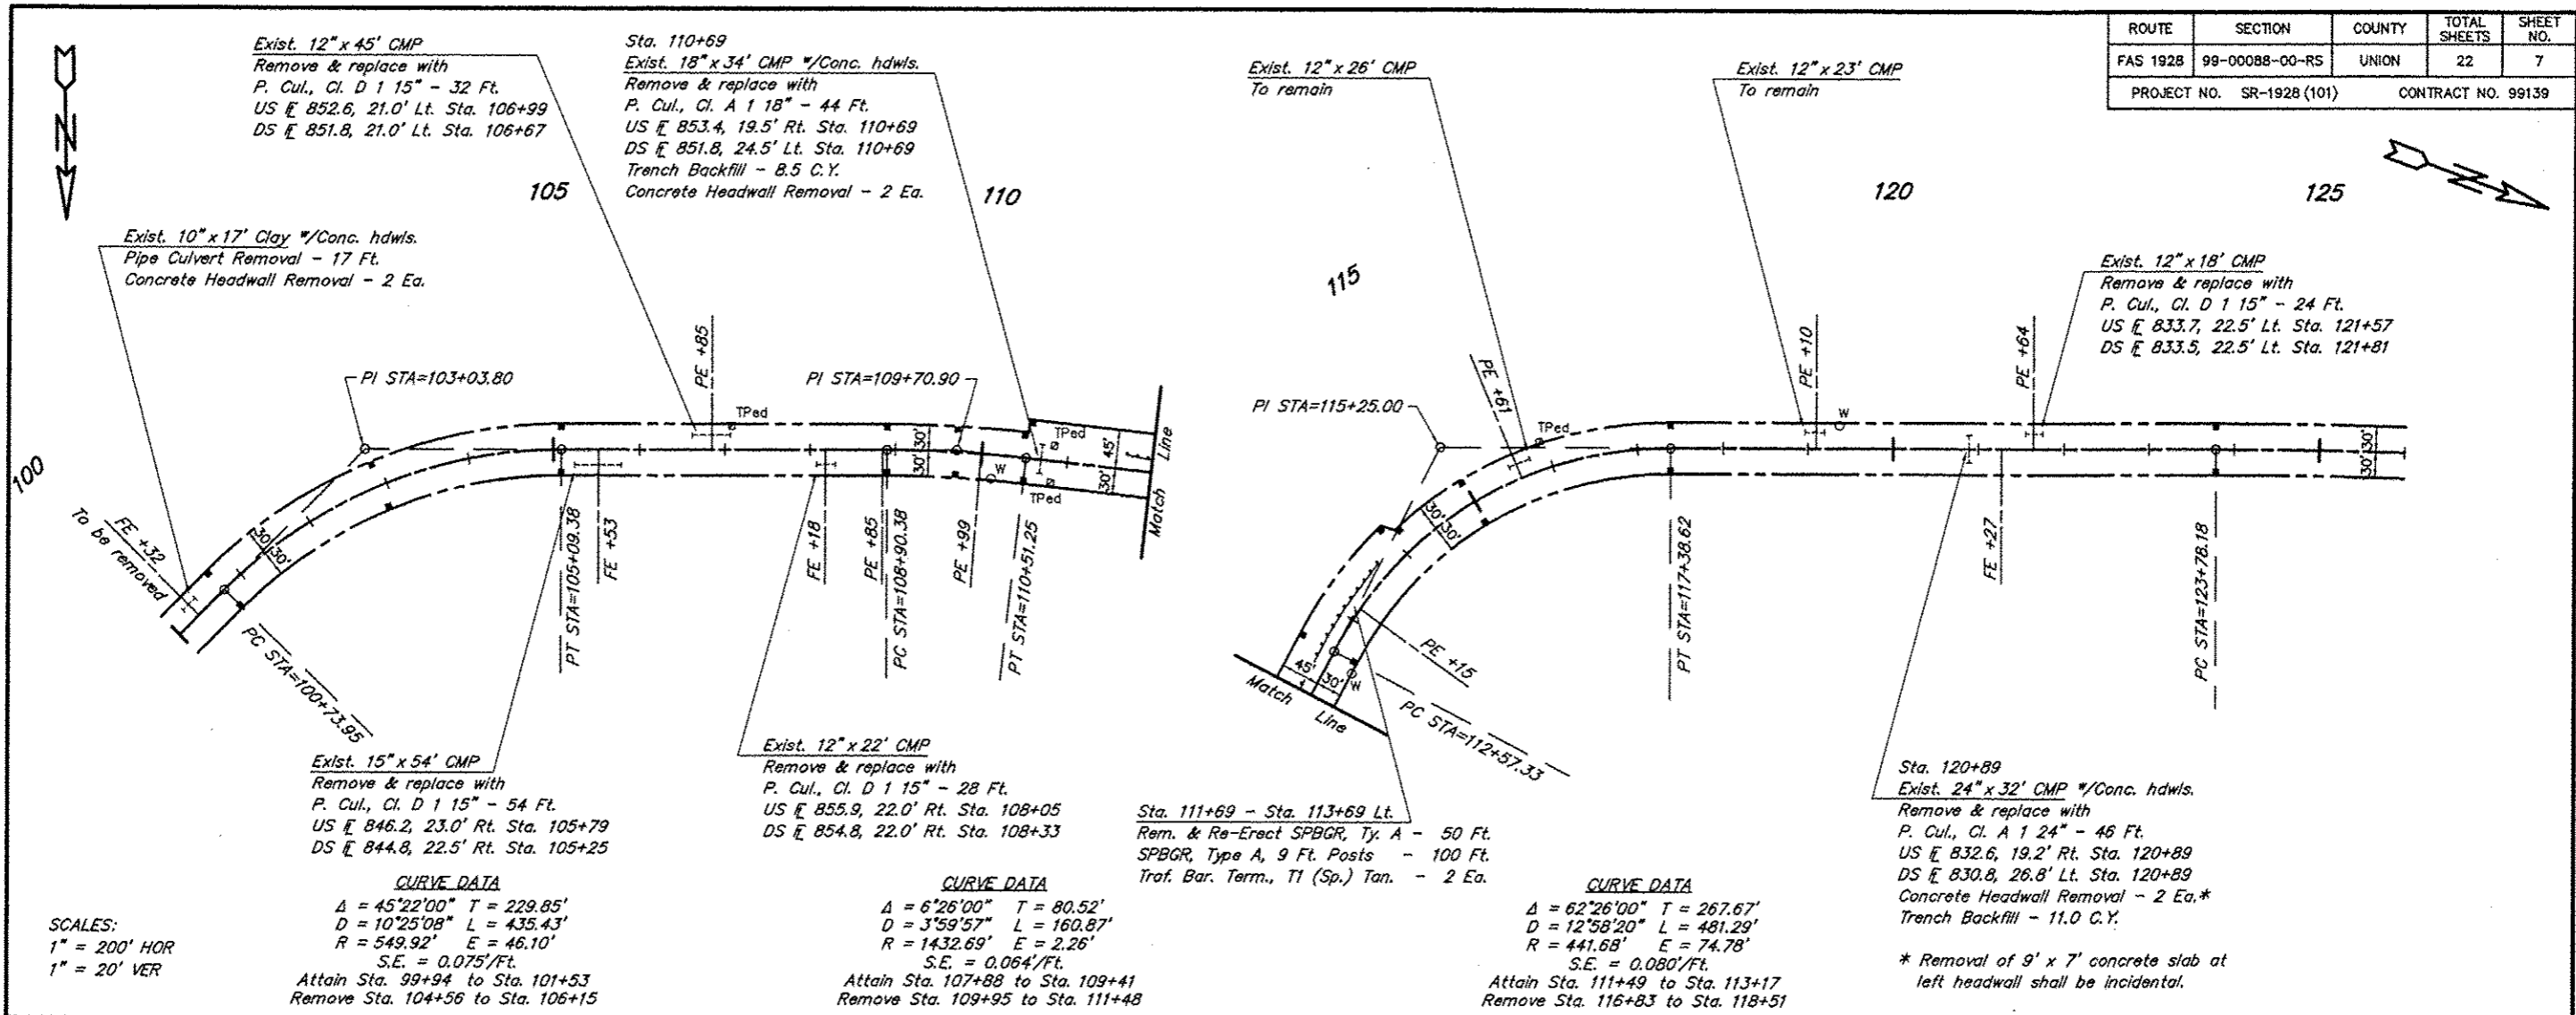 ROUTE SECTION COUNTY TOTAL SHEETS SHEET NO.
FAS 1928 99-00088-00-RS UNION 22 7
PROJECT NO. SR-1928 (101) CONTRACT NO. 99139
N
Exist. 12" x 45' CMP
Remove & replace with
P. Cul., Cl. D 1 15" - 32 Ft.
US FL 852.6, 21.0' Lt. Sta. 106+99
DS FL 851.8, 21.0' Lt. Sta. 106+67
Sta. 110+69
Exist. 18" x 34' CMP w/Conc. hdwls.
Remove & replace with
P. Cul., Cl. A 1 18" - 44 Ft.
US FL 853.4, 19.5' Rt. Sta. 110+69
DS FL 851.8, 24.5' Lt. Sta. 110+69
Trench Backfill - 8.5 C.Y.
Concrete Headwall Removal - 2 Ea.
Exist. 12" x 26' CMP
To remain
Exist. 12" x 23' CMP
To remain
N
105
110
120
125
Exist. 10" x 17' Clay w/Conc. hdwls.
Pipe Culvert Removal - 17 Ft.
Concrete Headwall Removal - 2 Ea.
115
Exist. 12" x 18' CMP
Remove & replace with
P. Cul., Cl. D 1 15" - 24 Ft.
US FL 833.7, 22.5' Lt. Sta. 121+57
DS FL 833.5, 22.5' Lt. Sta. 121+81
PI STA=103+03.80
PE +85
PI STA=109+70.90
PE +61
PI STA=115+25.00
PE +10
PE +64
TPed
TPed
TPed
TPed
W
W
W
100
30' 30'
30' 30'
45'
30'
30' 30'
30' 30'
45'
30'
Match Line
FE +32
To be removed
PC STA=100+73.95
PT STA=105+09.38
FE +53
FE +18
PE +85
PC STA=108+90.38
PE +99
PT STA=110+51.25
Match Line
PE +15
PC STA=112+57.33
PT STA=117+38.62
FE +27
PC STA=123+78.18
Exist. 15" x 54' CMP
Remove & replace with
P. Cul., Cl. D 1 15" - 54 Ft.
US FL 846.2, 23.0' Rt. Sta. 105+79
DS FL 844.8, 22.5' Rt. Sta. 105+25
Exist. 12" x 22' CMP
Remove & replace with
P. Cul., Cl. D 1 15" - 28 Ft.
US FL 855.9, 22.0' Rt. Sta. 108+05
DS FL 854.8, 22.0' Rt. Sta. 108+33
Sta. 111+69 - Sta. 113+69 Lt.
Rem. & Re-Erect SPBGR, Ty. A - 50 Ft.
SPBGR, Type A, 9 Ft. Posts - 100 Ft.
Traf. Bar. Term., T1 (Sp.) Tan. - 2 Ea.
Sta. 120+89
Exist. 24" x 32' CMP w/Conc. hdwls.
Remove & replace with
P. Cul., Cl. A 1 24" - 46 Ft.
US FL 832.6, 19.2' Rt. Sta. 120+89
DS FL 830.8, 26.8' Lt. Sta. 120+89
Concrete Headwall Removal - 2 Ea.*
Trench Backfill - 11.0 C.Y.
* Removal of 9' x 7' concrete slab at
left headwall shall be incidental.
SCALES:
1" = 200' HOR
1" = 20' VER
CURVE DATA
Δ = 45°22'00" T = 229.85'
D = 10°25'08" L = 435.43'
R = 549.92' E = 46.10'
S.E. = 0.075'/Ft.
Attain Sta. 99+94 to Sta. 101+53
Remove Sta. 104+56 to Sta. 106+15
CURVE DATA
Δ = 6°26'00" T = 80.52'
D = 3°59'57" L = 160.87'
R = 1432.69' E = 2.26'
S.E. = 0.064'/Ft.
Attain Sta. 107+88 to Sta. 109+41
Remove Sta. 109+95 to Sta. 111+48
CURVE DATA
Δ = 62°26'00" T = 267.67'
D = 12°58'20" L = 481.29'
R = 441.68' E = 74.78'
S.E. = 0.080'/Ft.
Attain Sta. 111+49 to Sta. 113+17
Remove Sta. 116+83 to Sta. 118+51